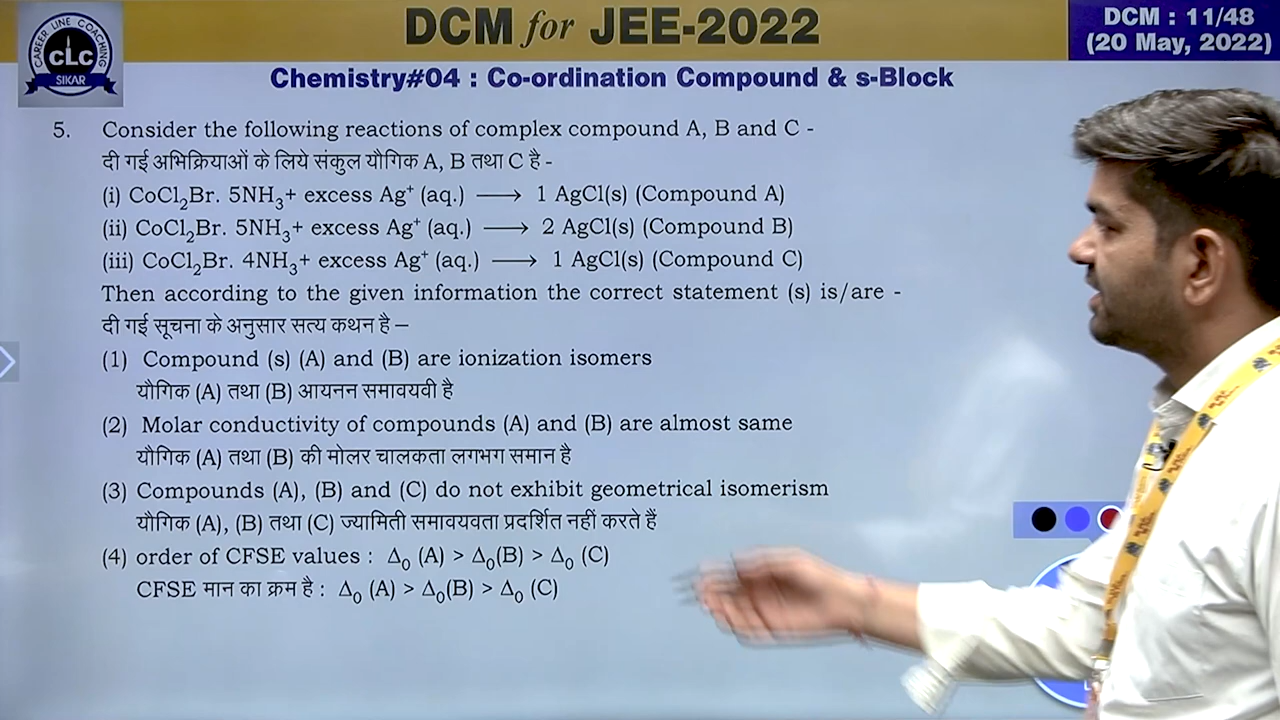 CAREER LINE COACHING
CLC
SIKAR
DCM for JEE-2022
DCM : 11/48
(20 May, 2022)
Chemistry#04 : Co-ordination Compound & s-Block
5. Consider the following reactions of complex compound A, B and C -
दी गई अभिक्रियाओं के लिये संकुल यौगिक A, B तथा C है -
(i) CoCl₂Br. 5NH₃+ excess Ag⁺ (aq.) ⟶ 1 AgCl(s) (Compound A)
(ii) CoCl₂Br. 5NH₃+ excess Ag⁺ (aq.) ⟶ 2 AgCl(s) (Compound B)
(iii) CoCl₂Br. 4NH₃+ excess Ag⁺ (aq.) ⟶ 1 AgCl(s) (Compound C)
Then according to the given information the correct statement (s) is/are -
दी गई सूचना के अनुसार सत्य कथन है –
(1) Compound (s) (A) and (B) are ionization isomers
यौगिक (A) तथा (B) आयनन समावयवी है
(2) Molar conductivity of compounds (A) and (B) are almost same
यौगिक (A) तथा (B) की मोलर चालकता लगभग समान है
(3) Compounds (A), (B) and (C) do not exhibit geometrical isomerism
यौगिक (A), (B) तथा (C) ज्यामिती समावयवता प्रदर्शित नहीं करते हैं
(4) order of CFSE values : Δ₀ (A) > Δ₀(B) > Δ₀ (C)
CFSE मान का क्रम है : Δ₀ (A) > Δ₀(B) > Δ₀ (C)